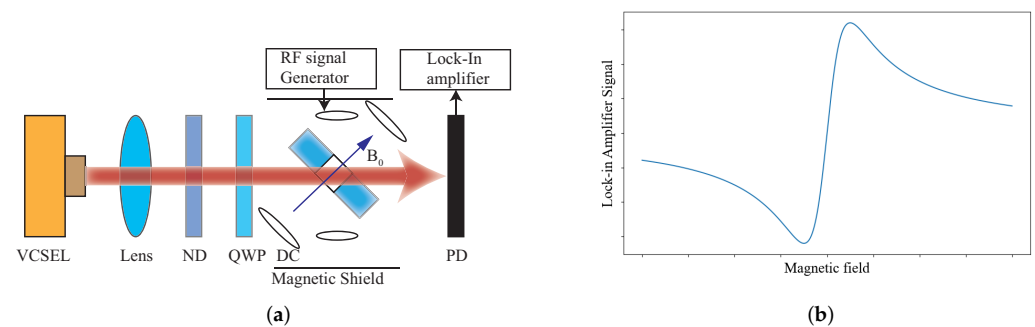 RF signal
Generator
Lock-In
amplifier
B₀
VCSEL
Lens
ND
QWP
DC
PD
Magnetic Shield
(a)
Lock-in Amplifier Signal
Magnetic field
(b)